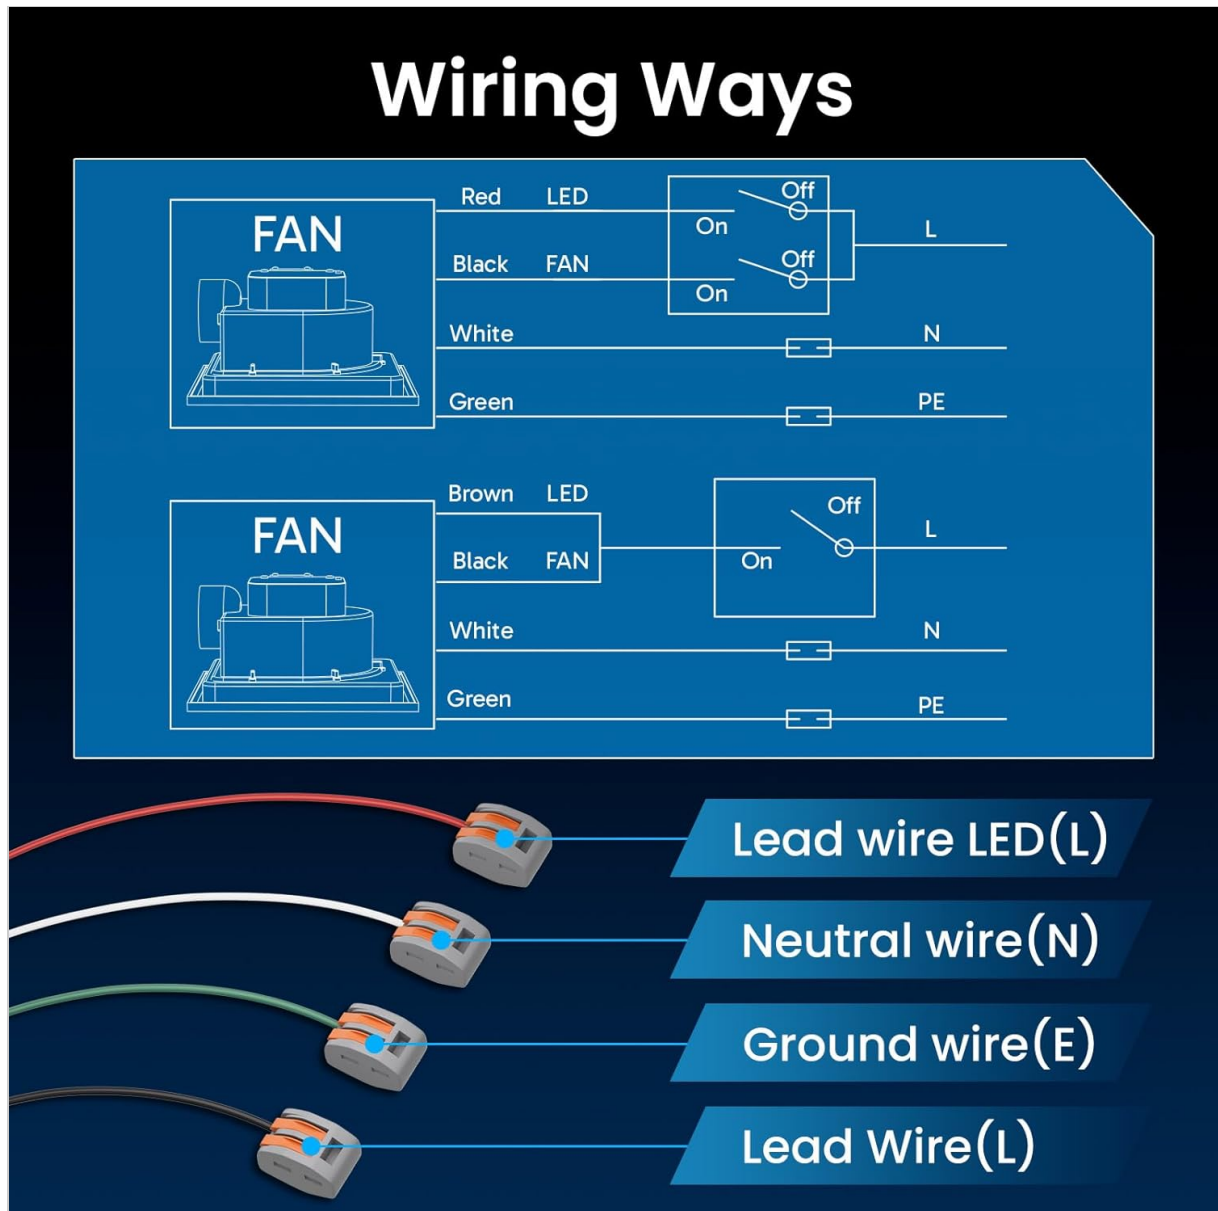 Wiring Ways
FAN
Red LED
On Off
L
Black FAN
On Off
White
N
Green
PE
FAN
Brown LED
Off
L
Black FAN
On
White
N
Green
PE
Lead wire LED(L)
Neutral wire(N)
Ground wire(E)
Lead Wire(L)